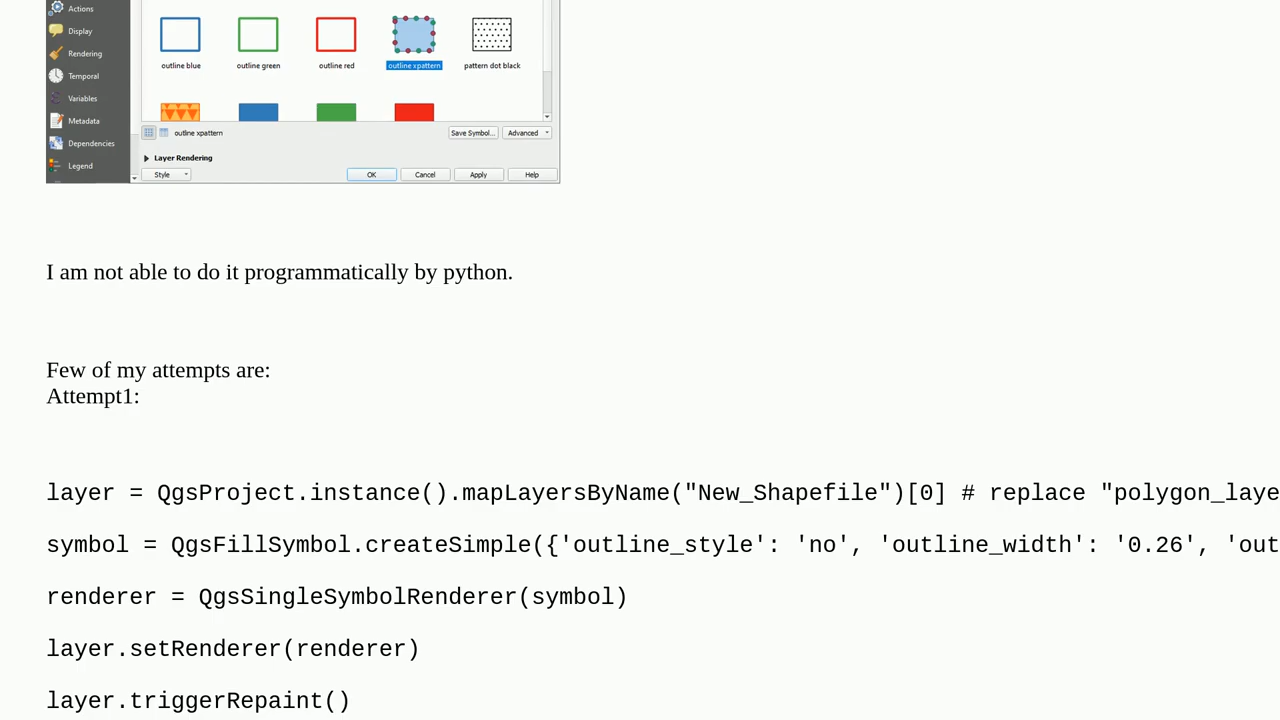 Actions
Display
Rendering
Temporal
Variables
Metadata
Dependencies
Legend
outline blue outline green outline red outline xpattern pattern dot black
outline xpattern Save Symbol... Advanced
Layer Rendering
Style OK Cancel Apply Help
I am not able to do it programmatically by python.
Few of my attempts are:
Attempt1:
layer = QgsProject.instance().mapLayersByName("New_Shapefile")[0] # replace "polygon_laye
symbol = QgsFillSymbol.createSimple({'outline_style': 'no', 'outline_width': '0.26', 'out
renderer = QgsSingleSymbolRenderer(symbol)
layer.setRenderer(renderer)
layer.triggerRepaint()